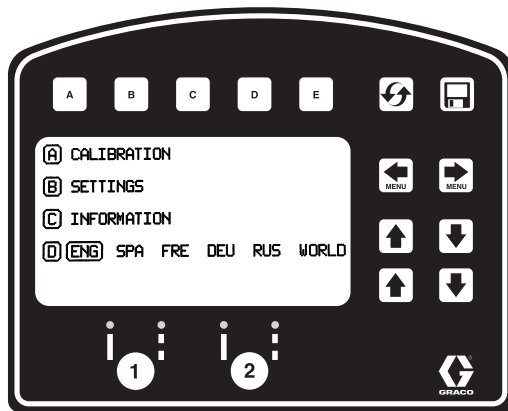 A B C D E
A CALIBRATION
B SETTINGS
C INFORMATION
D ENG SPA FRE DEU RUS WORLD
MENU MENU
1 2
GRACO